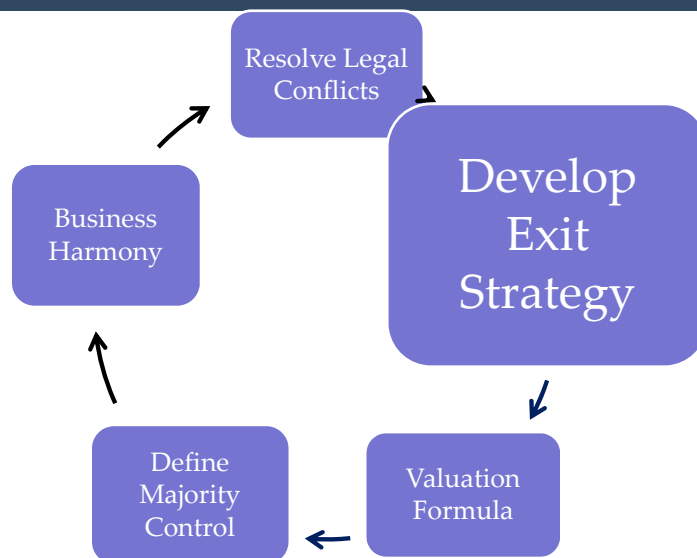 Resolve Legal
Conflicts
Develop
Exit
Strategy
Valuation
Formula
Define
Majority
Control
Business
Harmony